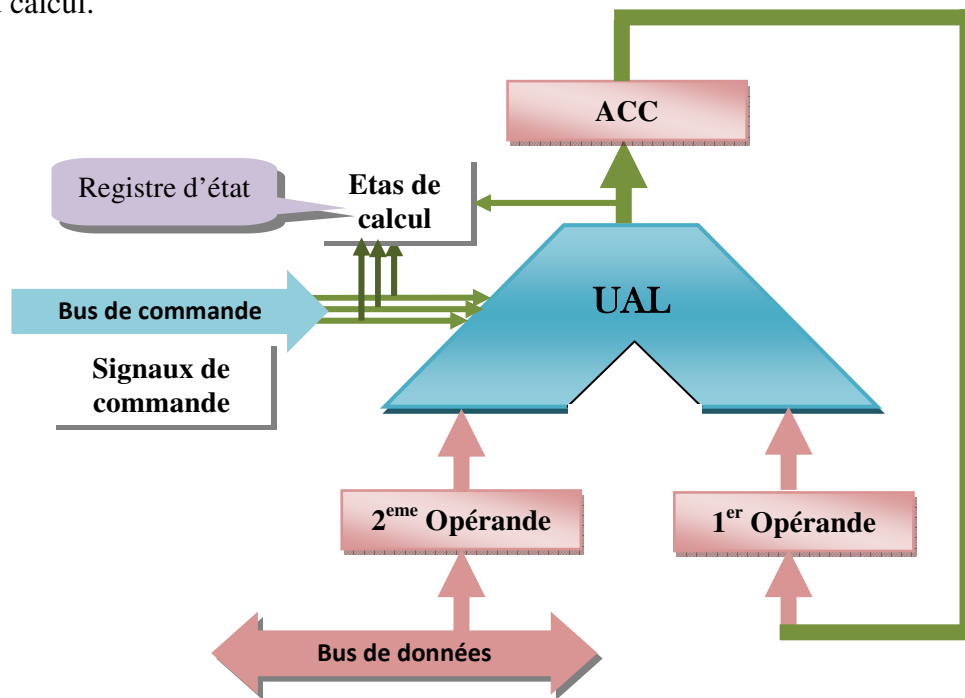 calcul.
ACC
Registre d'état
Etas de
calcul
UAL
Bus de commande
Signaux de
commande
2eme Opérande
1er Opérande
Bus de données